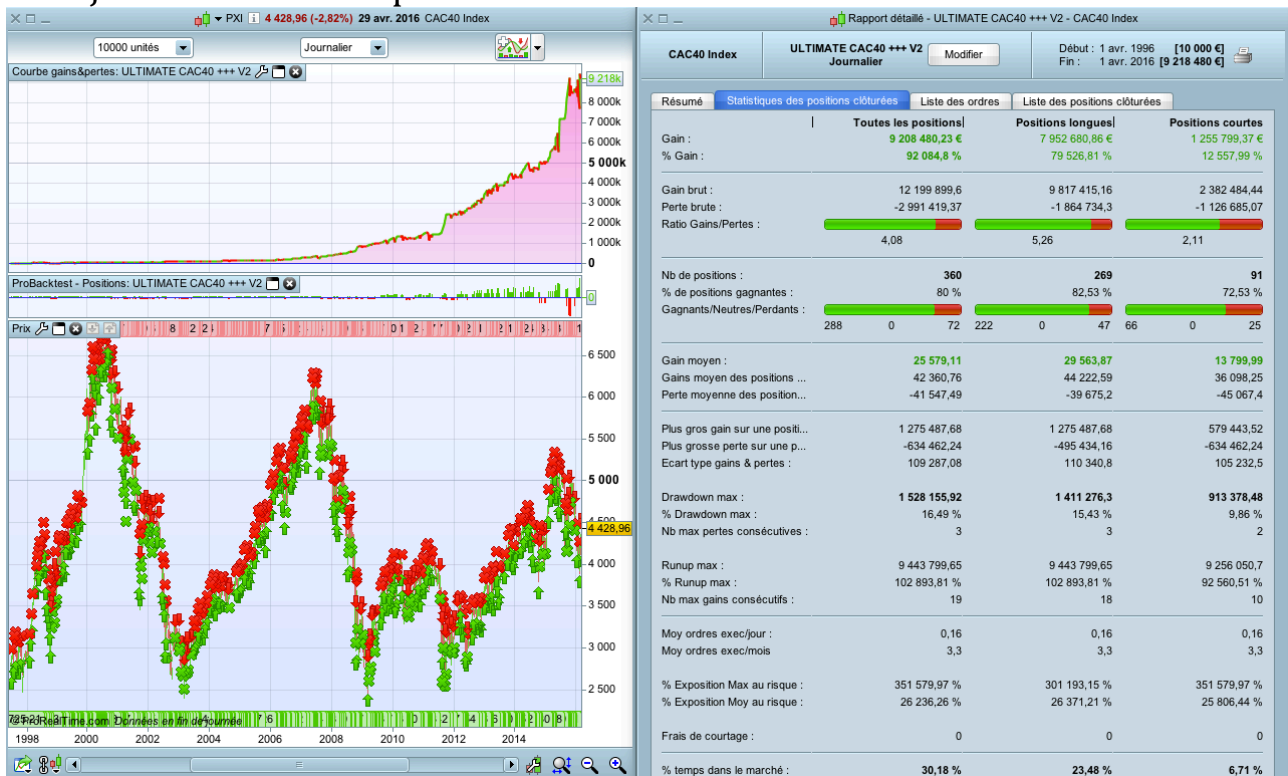 PXI 4 428,96 (-2,82%) 29 avr. 2016 CAC40 Index
10000 unités
Journalier
Courbe gains&pertes: ULTIMATE CAC40 +++ V2
9 218k
8 000k
7 000k
6 000k
5 000k
4 000k
3 000k
2 000k
1 000k
0
ProBacktest - Positions: ULTIMATE CAC40 +++ V2
0
Prix
6 500
6 000
5 500
5 000
4 500
4 428,96
4 000
3 500
3 000
2 500
ProRealTime.com Données en fin de journée
1998 2000 2002 2004 2006 2008 2010 2012 2014
Rapport détaillé - ULTIMATE CAC40 +++ V2 - CAC40 Index
CAC40 Index
ULTIMATE CAC40 +++ V2
Journalier
Modifier
Début : 1 avr. 1996 [10 000 €]
Fin : 1 avr. 2016 [9 218 480 €]
Résumé Statistiques des positions clôturées Liste des ordres Liste des positions clôturées
Toutes les positions Positions longues Positions courtes
Gain : 9 208 480,23 € 7 952 680,86 € 1 255 799,37 €
% Gain : 92 084,8 % 79 526,81 % 12 557,99 %
Gain brut : 12 199 899,6 9 817 415,16 2 382 484,44
Perte brute : -2 991 419,37 -1 864 734,3 -1 126 685,07
Ratio Gains/Pertes :
4,08 5,26 2,11
Nb de positions : 360 269 91
% de positions gagnantes : 80 % 82,53 % 72,53 %
Gagnants/Neutres/Perdants :
288 0 72 222 0 47 66 0 25
Gain moyen : 25 579,11 29 563,87 13 799,99
Gains moyen des positions ... 42 360,76 44 222,59 36 098,25
Perte moyenne des position... -41 547,49 -39 675,2 -45 067,4
Plus gros gain sur une positi... 1 275 487,68 1 275 487,68 579 443,52
Plus grosse perte sur une p... -634 462,24 -495 434,16 -634 462,24
Ecart type gains & pertes : 109 287,08 110 340,8 105 232,5
Drawdown max : 1 528 155,92 1 411 276,3 913 378,48
% Drawdown max : 16,49 % 15,43 % 9,86 %
Nb max pertes consécutives : 3 3 2
Runup max : 9 443 799,65 9 443 799,65 9 256 050,7
% Runup max : 102 893,81 % 102 893,81 % 92 560,51 %
Nb max gains consécutifs : 19 18 10
Moy ordres exec/jour : 0,16 0,16 0,16
Moy ordres exec/mois 3,3 3,3 3,3
% Exposition Max au risque : 351 579,97 % 301 193,15 % 351 579,97 %
% Exposition Moy au risque : 26 236,26 % 26 371,21 % 25 806,44 %
Frais de courtage : 0 0 0
% temps dans le marché : 30,18 % 23,48 % 6,71 %